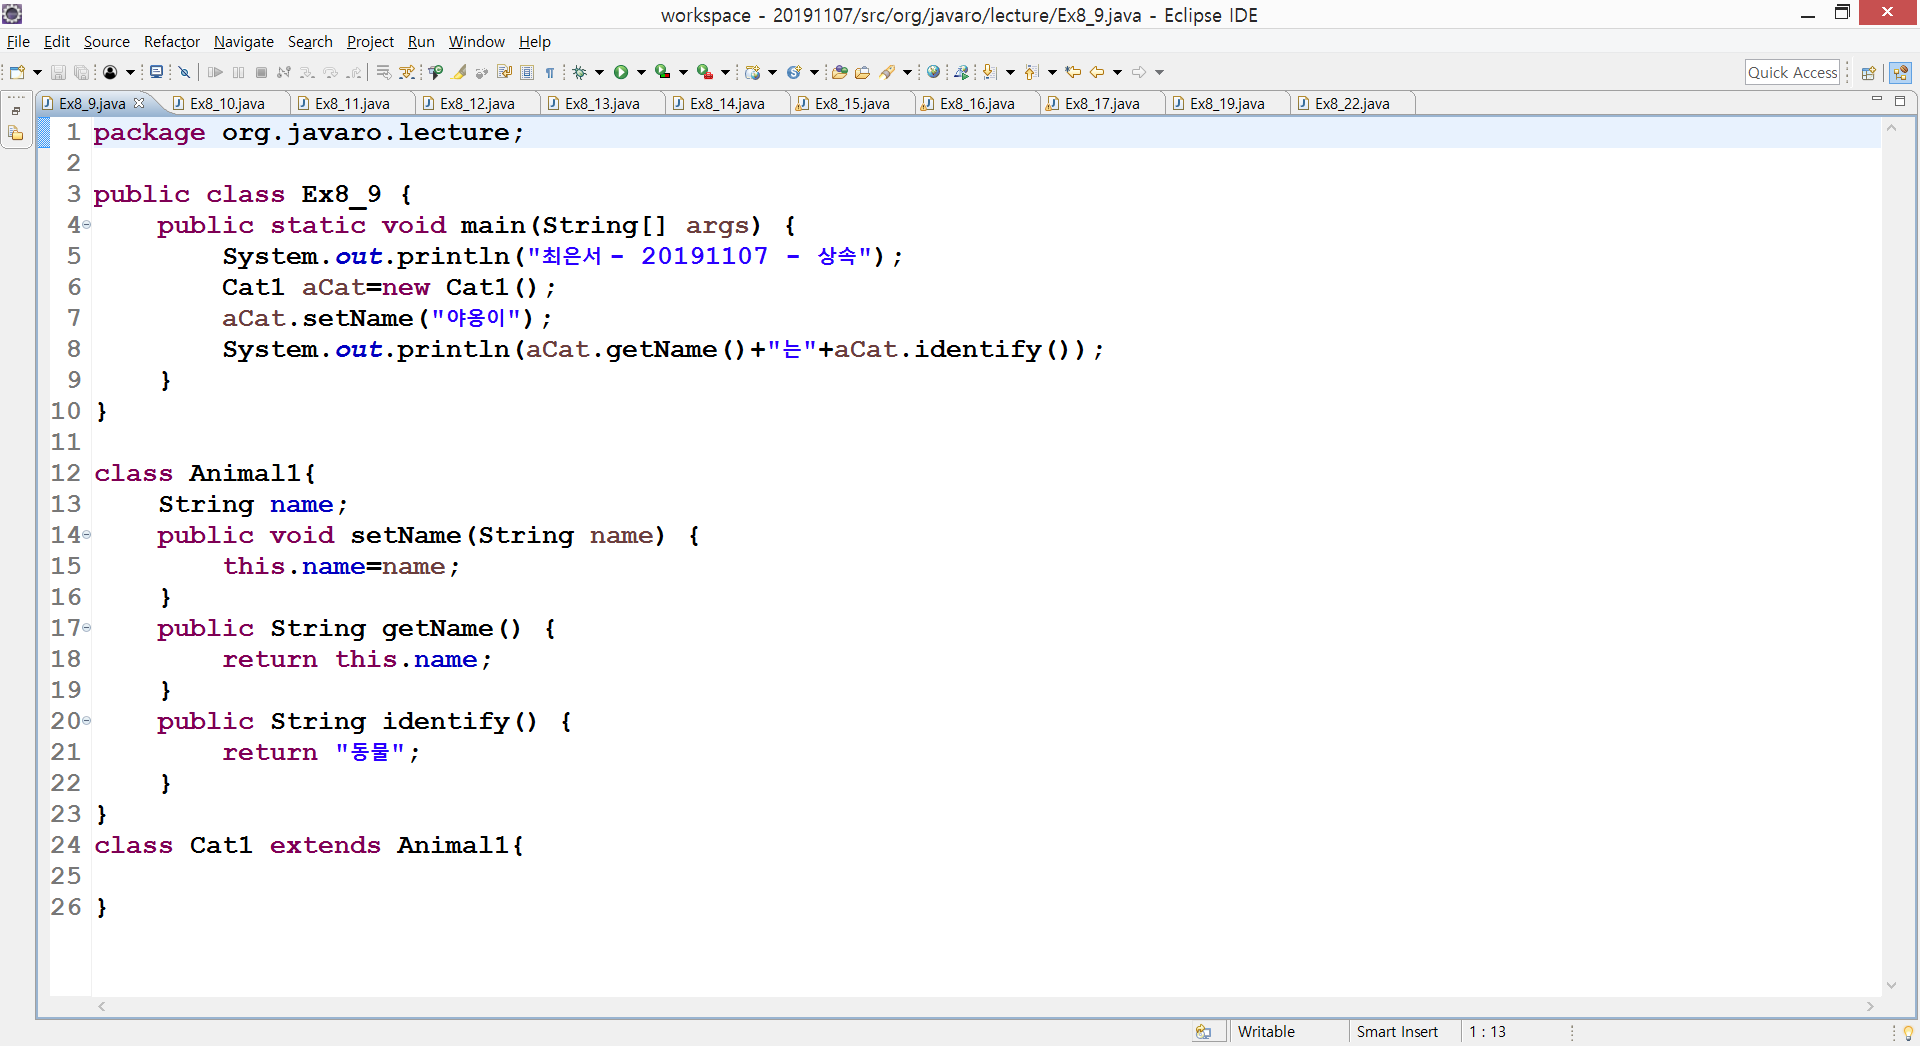 workspace - 20191107/src/org/javaro/lecture/Ex8_9.java - Eclipse IDE
File Edit Source Refactor Navigate Search Project Run Window Help
Quick Access
Ex8_9.java Ex8_10.java Ex8_11.java Ex8_12.java Ex8_13.java Ex8_14.java Ex8_15.java Ex8_16.java Ex8_17.java Ex8_19.java Ex8_22.java
1 package org.javaro.lecture;
2
3 public class Ex8_9 {
4     public static void main(String[] args) {
5         System.out.println("최은서 - 20191107 - 상속");
6         Cat1 aCat=new Cat1();
7         aCat.setName("야옹이");
8         System.out.println(aCat.getName()+"는"+aCat.identify());
9     }
10 }
11
12 class Animal1{
13     String name;
14     public void setName(String name) {
15         this.name=name;
16     }
17     public String getName() {
18         return this.name;
19     }
20     public String identify() {
21         return "동물";
22     }
23 }
24 class Cat1 extends Animal1{
25
26 }
Writable Smart Insert 1 : 13